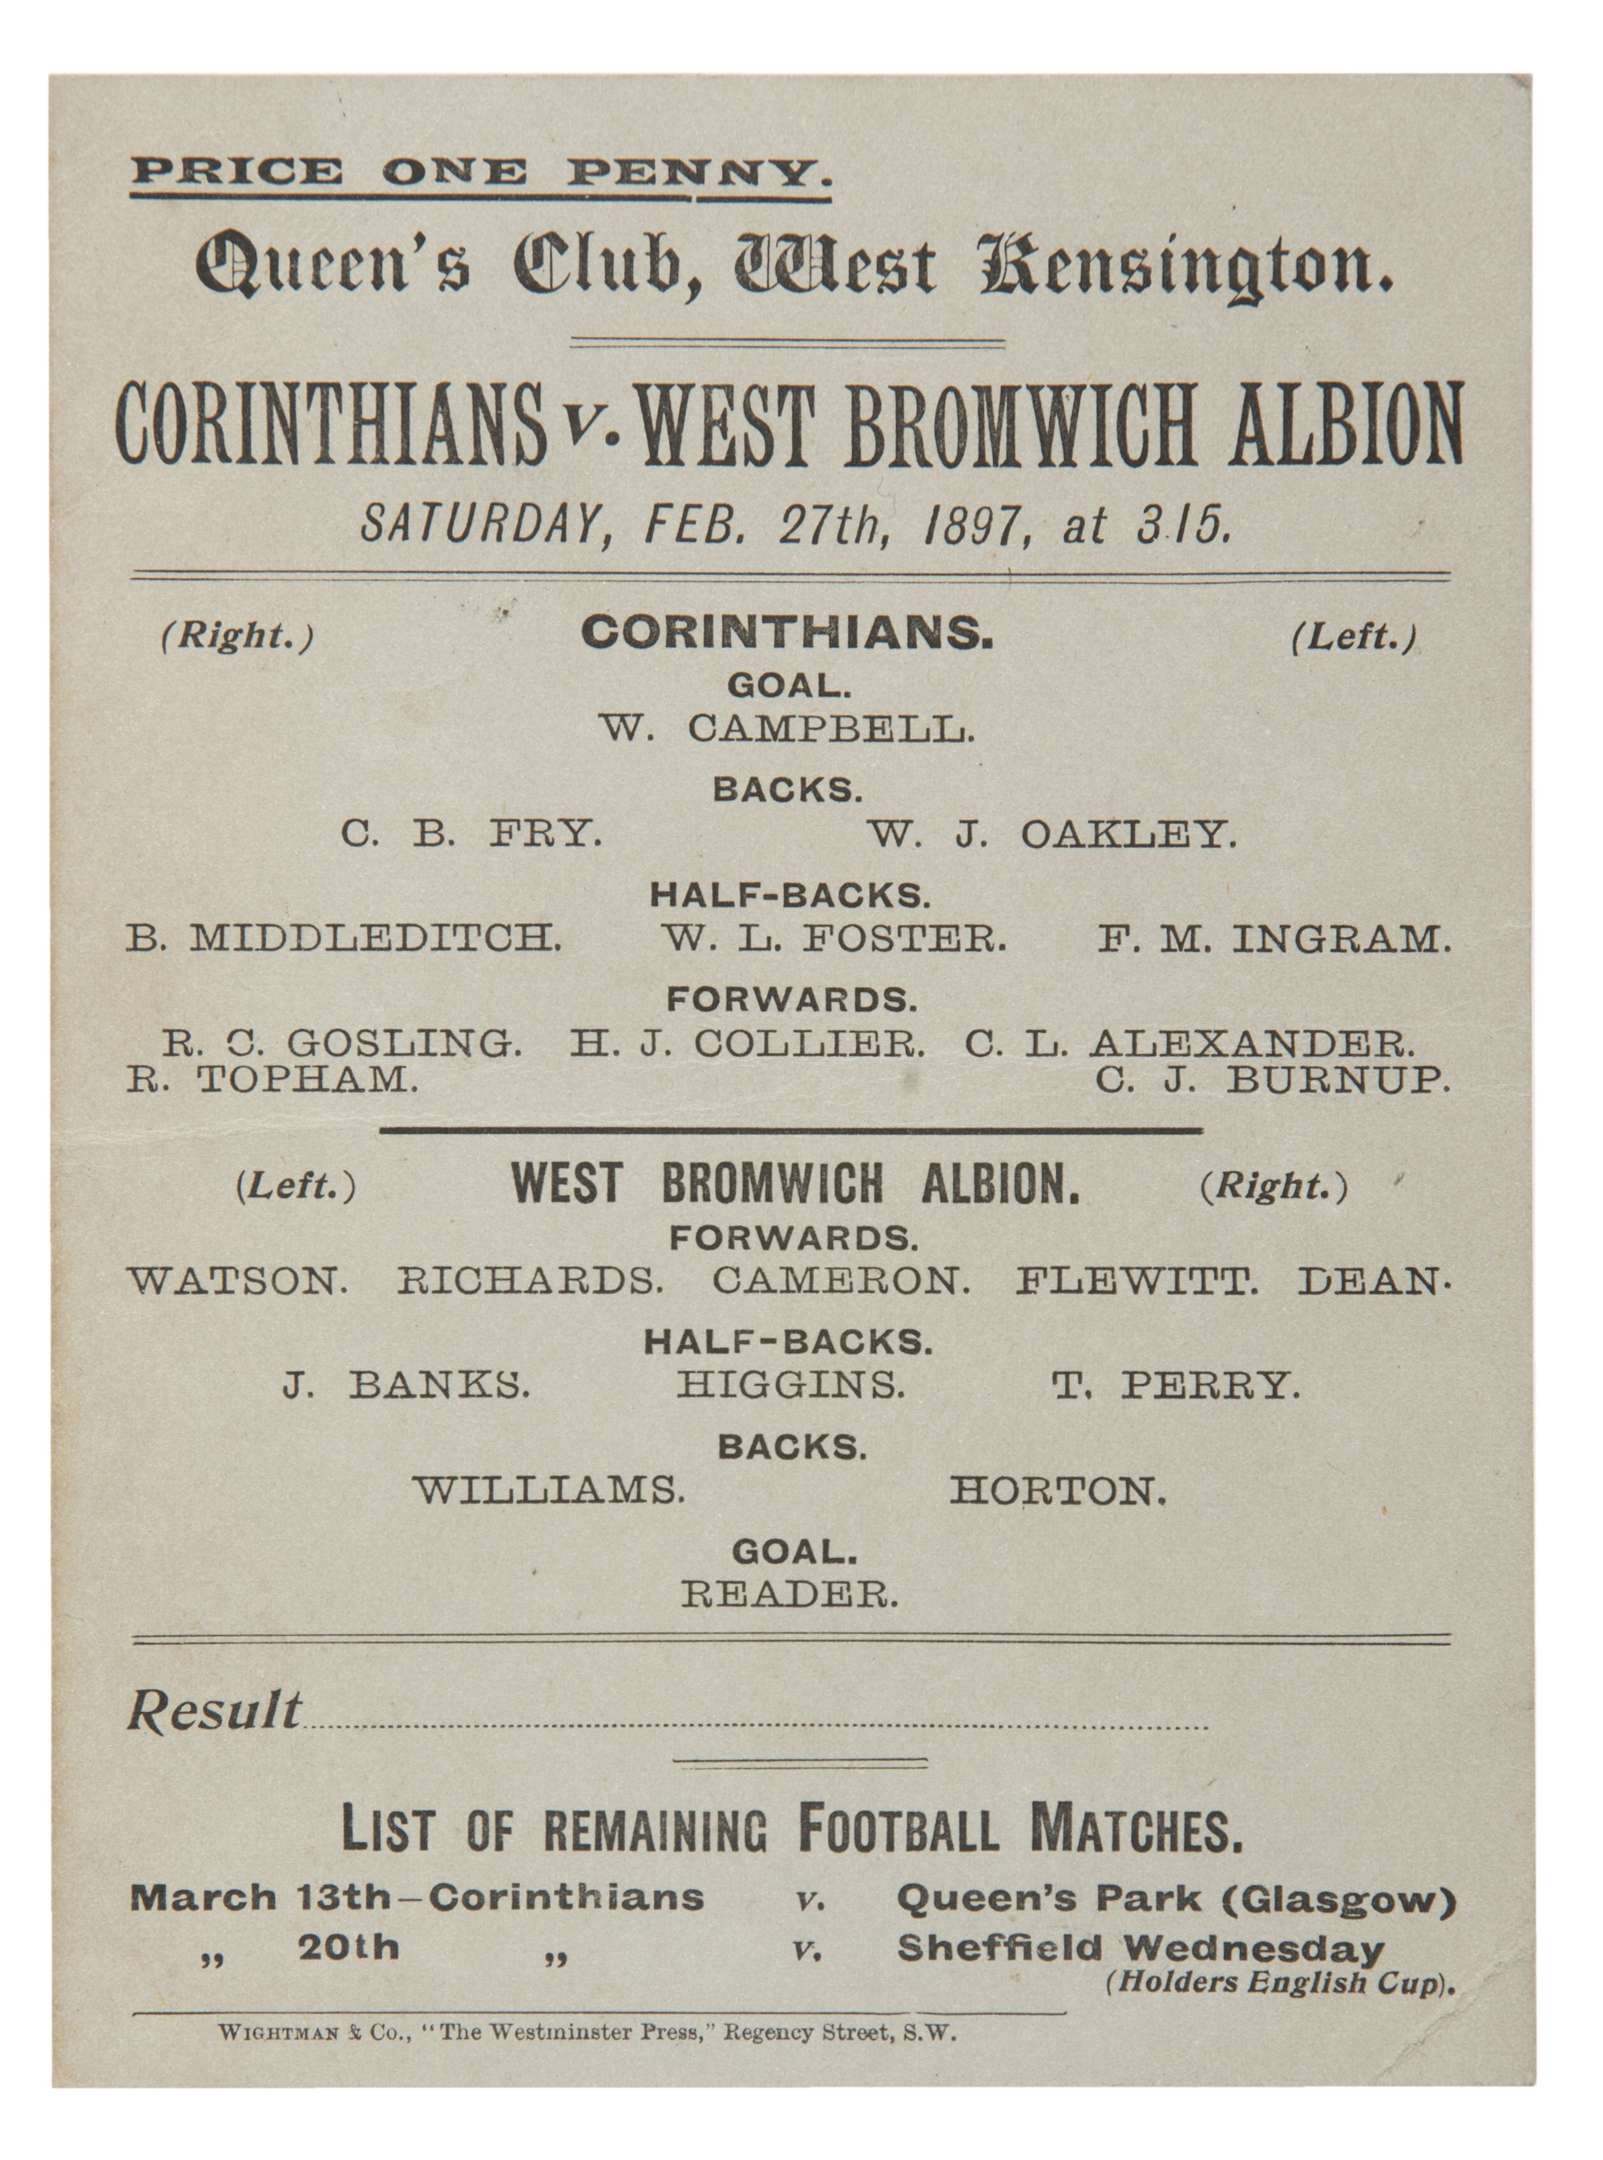 PRICE ONE PENNY.
Queen's Club, West Kensington.
CORINTHIANS v. WEST BROMWICH ALBION
SATURDAY, FEB. 27th, 1897, at 3.15.
(Right.) CORINTHIANS. (Left.)
GOAL.
W. CAMPBELL.
BACKS.
C. B. FRY. W. J. OAKLEY.
HALF-BACKS.
B. MIDDLEDITCH. W. L. FOSTER. F. M. INGRAM.
FORWARDS.
R. C. GOSLING. H. J. COLLIER. C. L. ALEXANDER.
R. TOPHAM. C. J. BURNUP.
(Left.) WEST BROMWICH ALBION. (Right.)
FORWARDS.
WATSON. RICHARDS. CAMERON. FLEWITT. DEAN.
HALF-BACKS.
J. BANKS. HIGGINS. T. PERRY.
BACKS.
WILLIAMS. HORTON.
GOAL.
READER.
Result
LIST OF REMAINING FOOTBALL MATCHES.
March 13th—Corinthians v. Queen's Park (Glasgow)
„ 20th „ v. Sheffield Wednesday
(Holders English Cup).
WIGHTMAN & Co., "The Westminster Press," Regency Street, S.W.